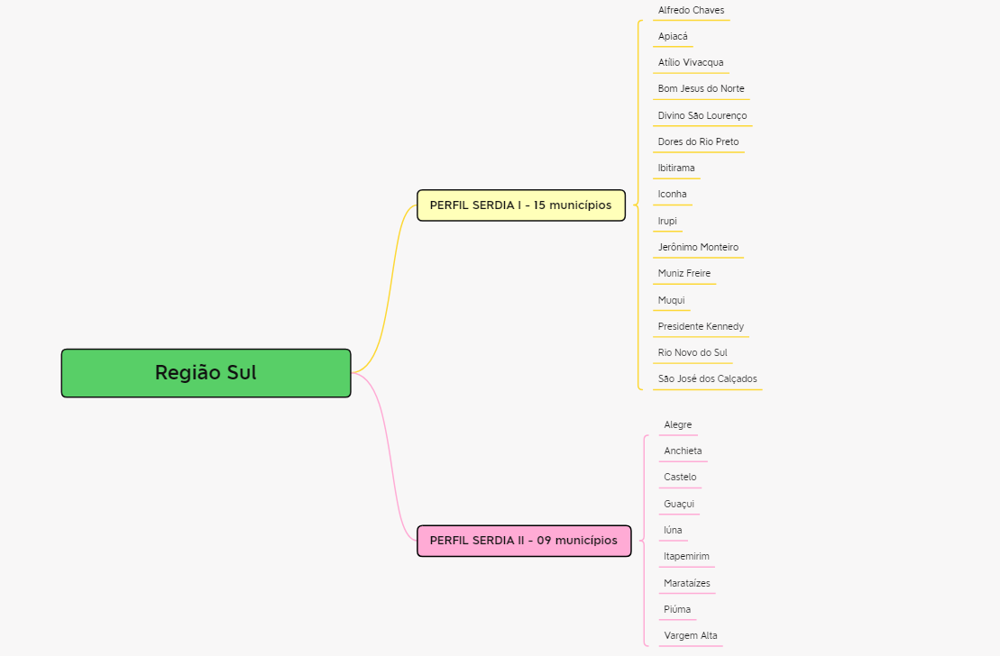 Região Sul
PERFIL SERDIA I - 15 municípios
Alfredo Chaves
Apiacá
Atílio Vivacqua
Bom Jesus do Norte
Divino São Lourenço
Dores do Rio Preto
Ibitirama
Iconha
Irupi
Jerônimo Monteiro
Muniz Freire
Muqui
Presidente Kennedy
Rio Novo do Sul
São José dos Calçados
PERFIL SERDIA II - 09 municípios
Alegre
Anchieta
Castelo
Guaçui
Iúna
Itapemirim
Marataízes
Piúma
Vargem Alta